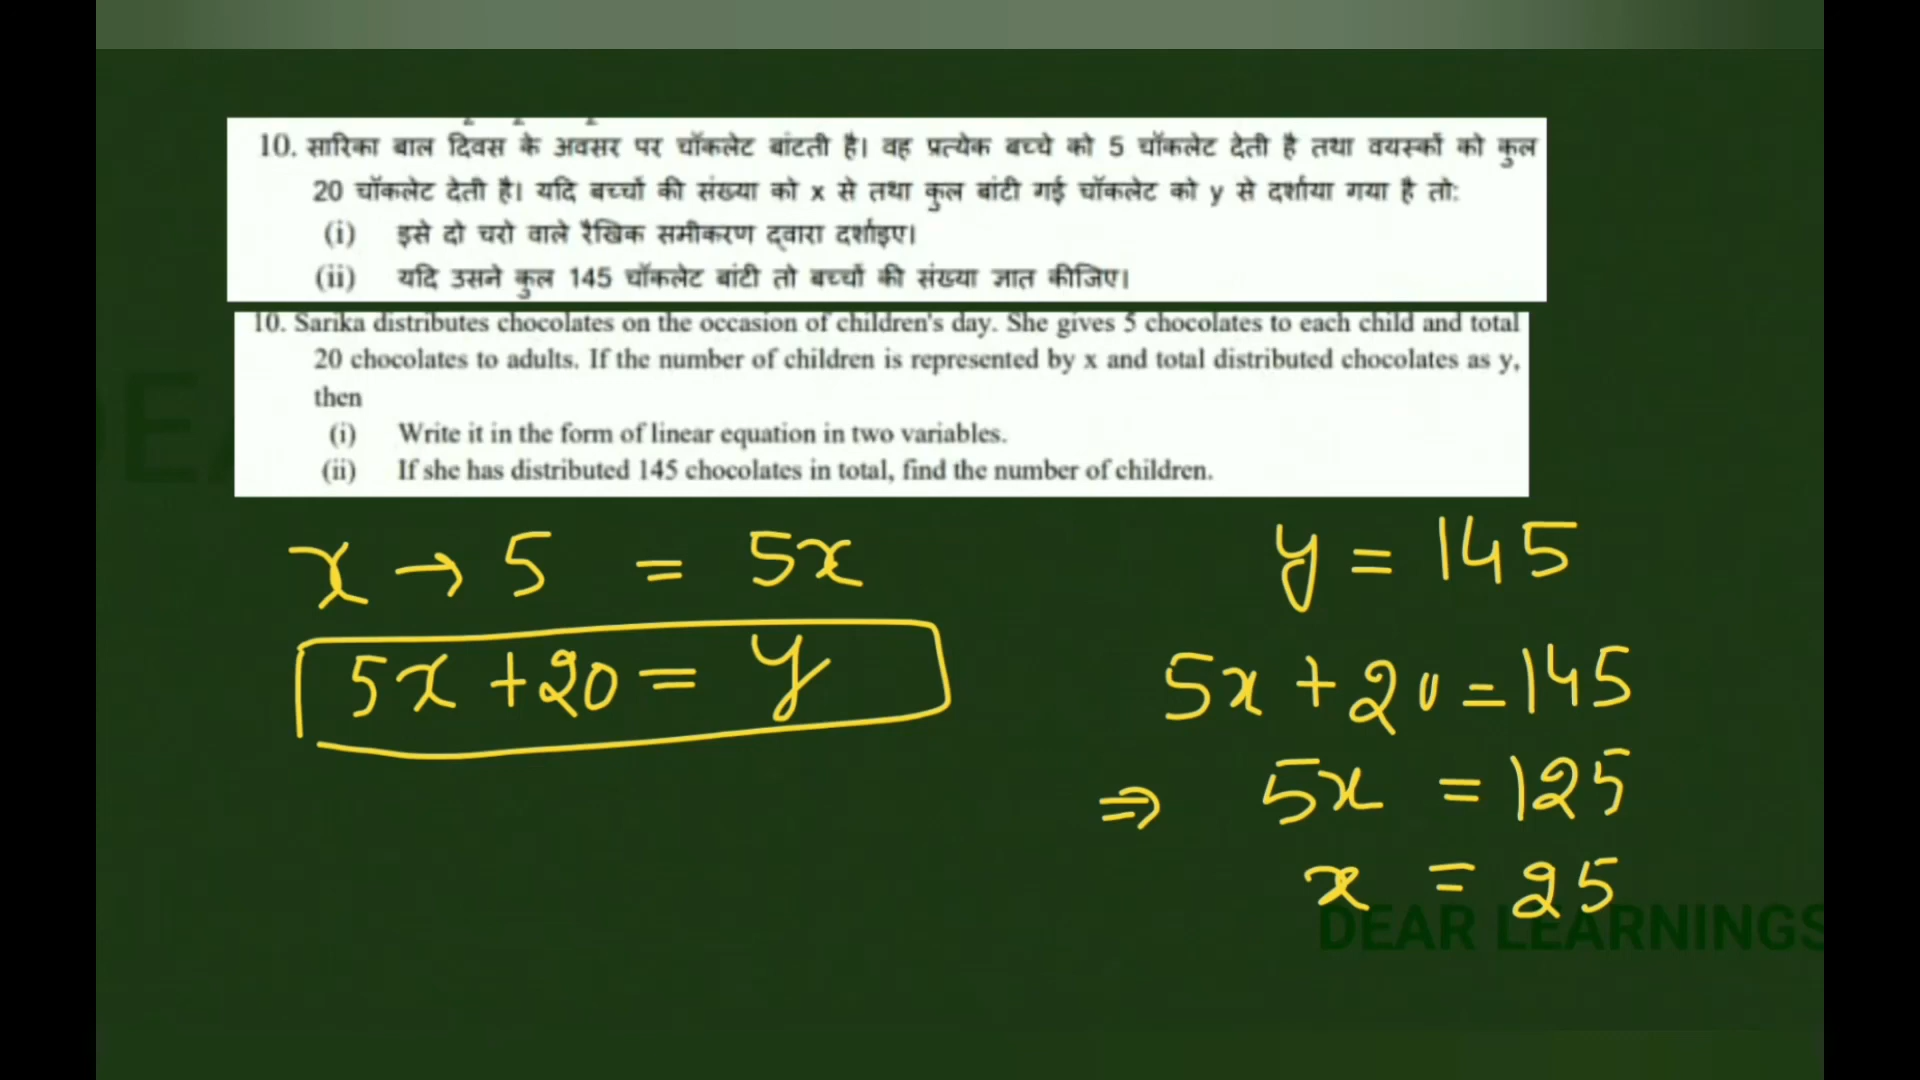 10. सारिका बाल दिवस के अवसर पर चॉकलेट बांटती है। वह प्रत्येक बच्चे को 5 चॉकलेट देती है तथा वयस्कों को कुल
20 चॉकलेट देती है। यदि बच्चों की संख्या को x से तथा कुल बांटी गई चॉकलेट को y से दर्शाया गया है तो:
(i) इसे दो चरो वाले रैखिक समीकरण द्वारा दर्शाइए।
(ii) यदि उसने कुल 145 चॉकलेट बांटी तो बच्चों की संख्या ज्ञात कीजिए।
10. Sarika distributes chocolates on the occasion of children's day. She gives 5 chocolates to each child and total
20 chocolates to adults. If the number of children is represented by x and total distributed chocolates as y,
then
(i) Write it in the form of linear equation in two variables.
(ii) If she has distributed 145 chocolates in total, find the number of children.
x → 5 = 5x
5x + 20 = y
y = 145
5x + 20 = 145
⇒ 5x = 125
x = 25
DEAR LEARNINGS